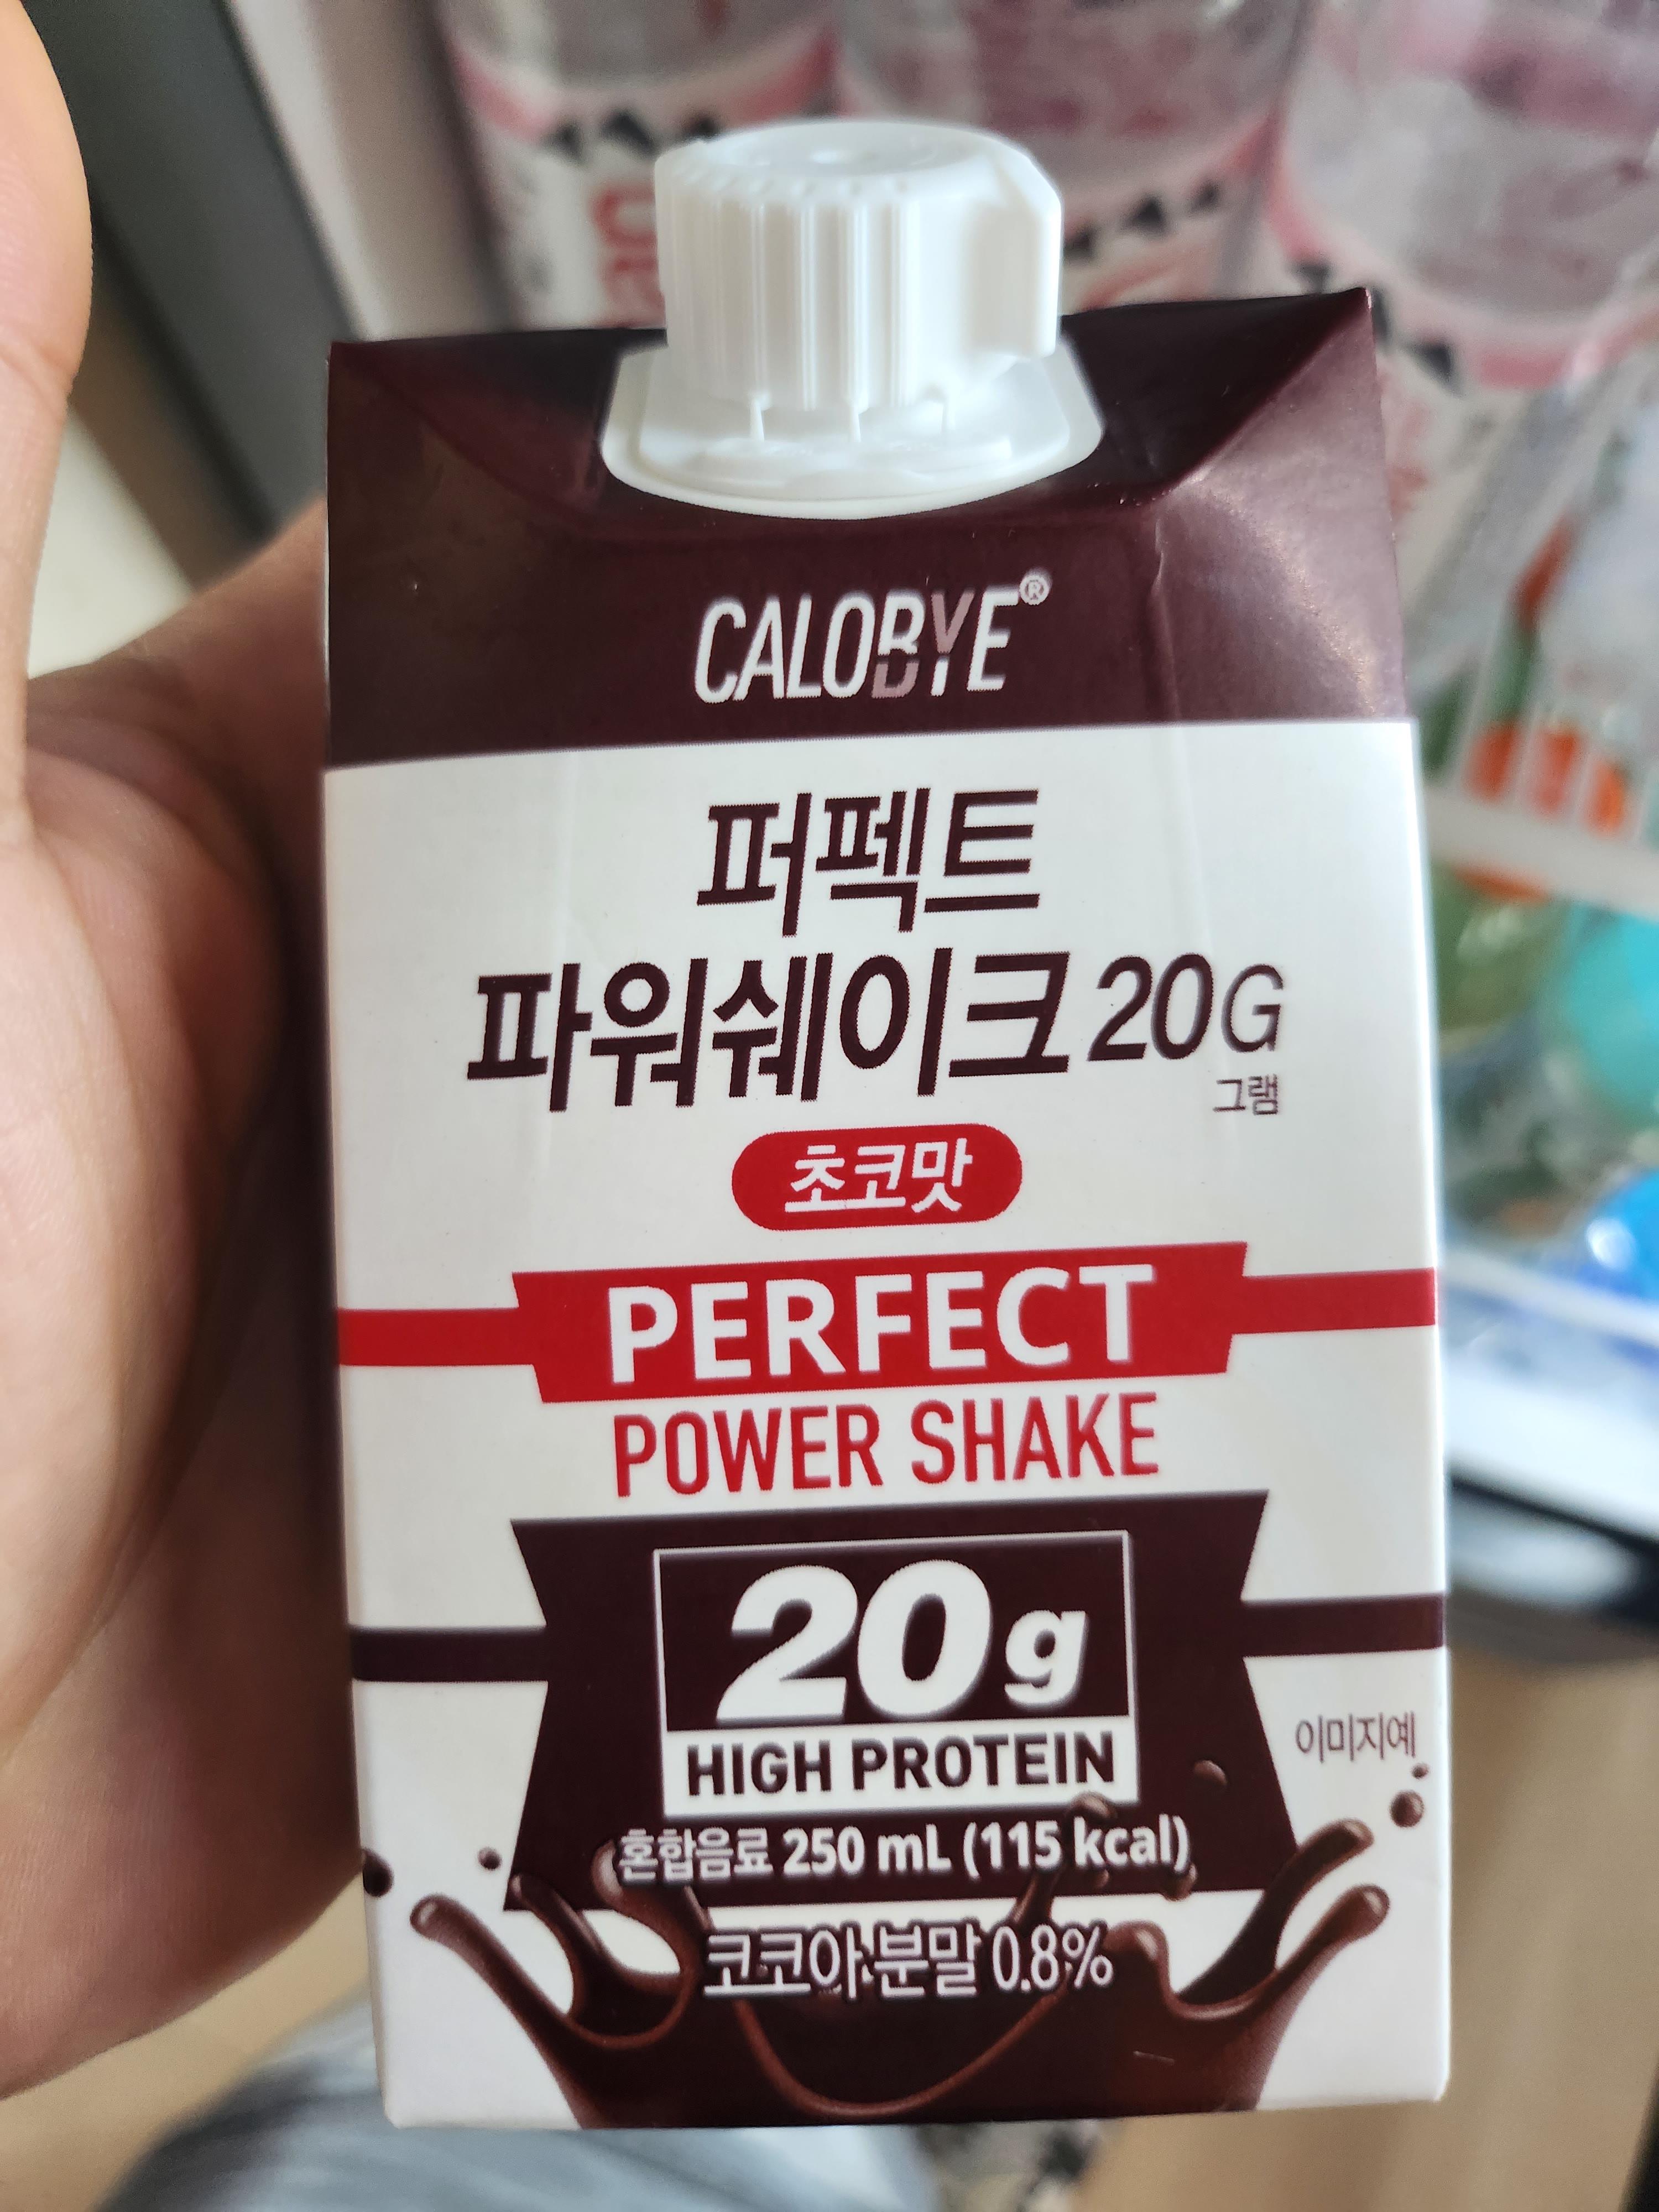 CALOBYE®
퍼펙트
파워쉐이크 20G
그램
초코맛
PERFECT
POWER SHAKE
20g
HIGH PROTEIN
이미지예
혼합음료 250 mL (115 kcal)
코코아분말 0.8%